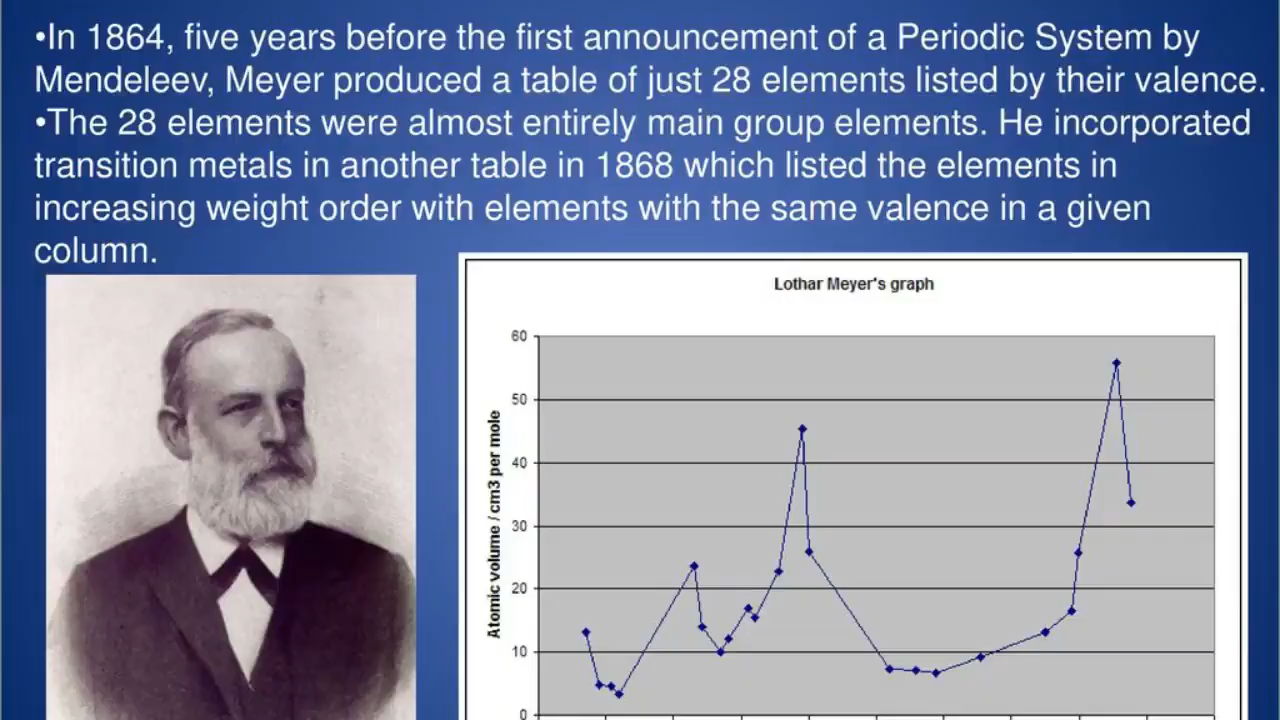 •In 1864, five years before the first announcement of a Periodic System by
Mendeleev, Meyer produced a table of just 28 elements listed by their valence.
•The 28 elements were almost entirely main group elements. He incorporated
transition metals in another table in 1868 which listed the elements in
increasing weight order with elements with the same valence in a given
column.
Lothar Meyer's graph
Atomic volume / cm3 per mole
60
50
40
30
20
10
0